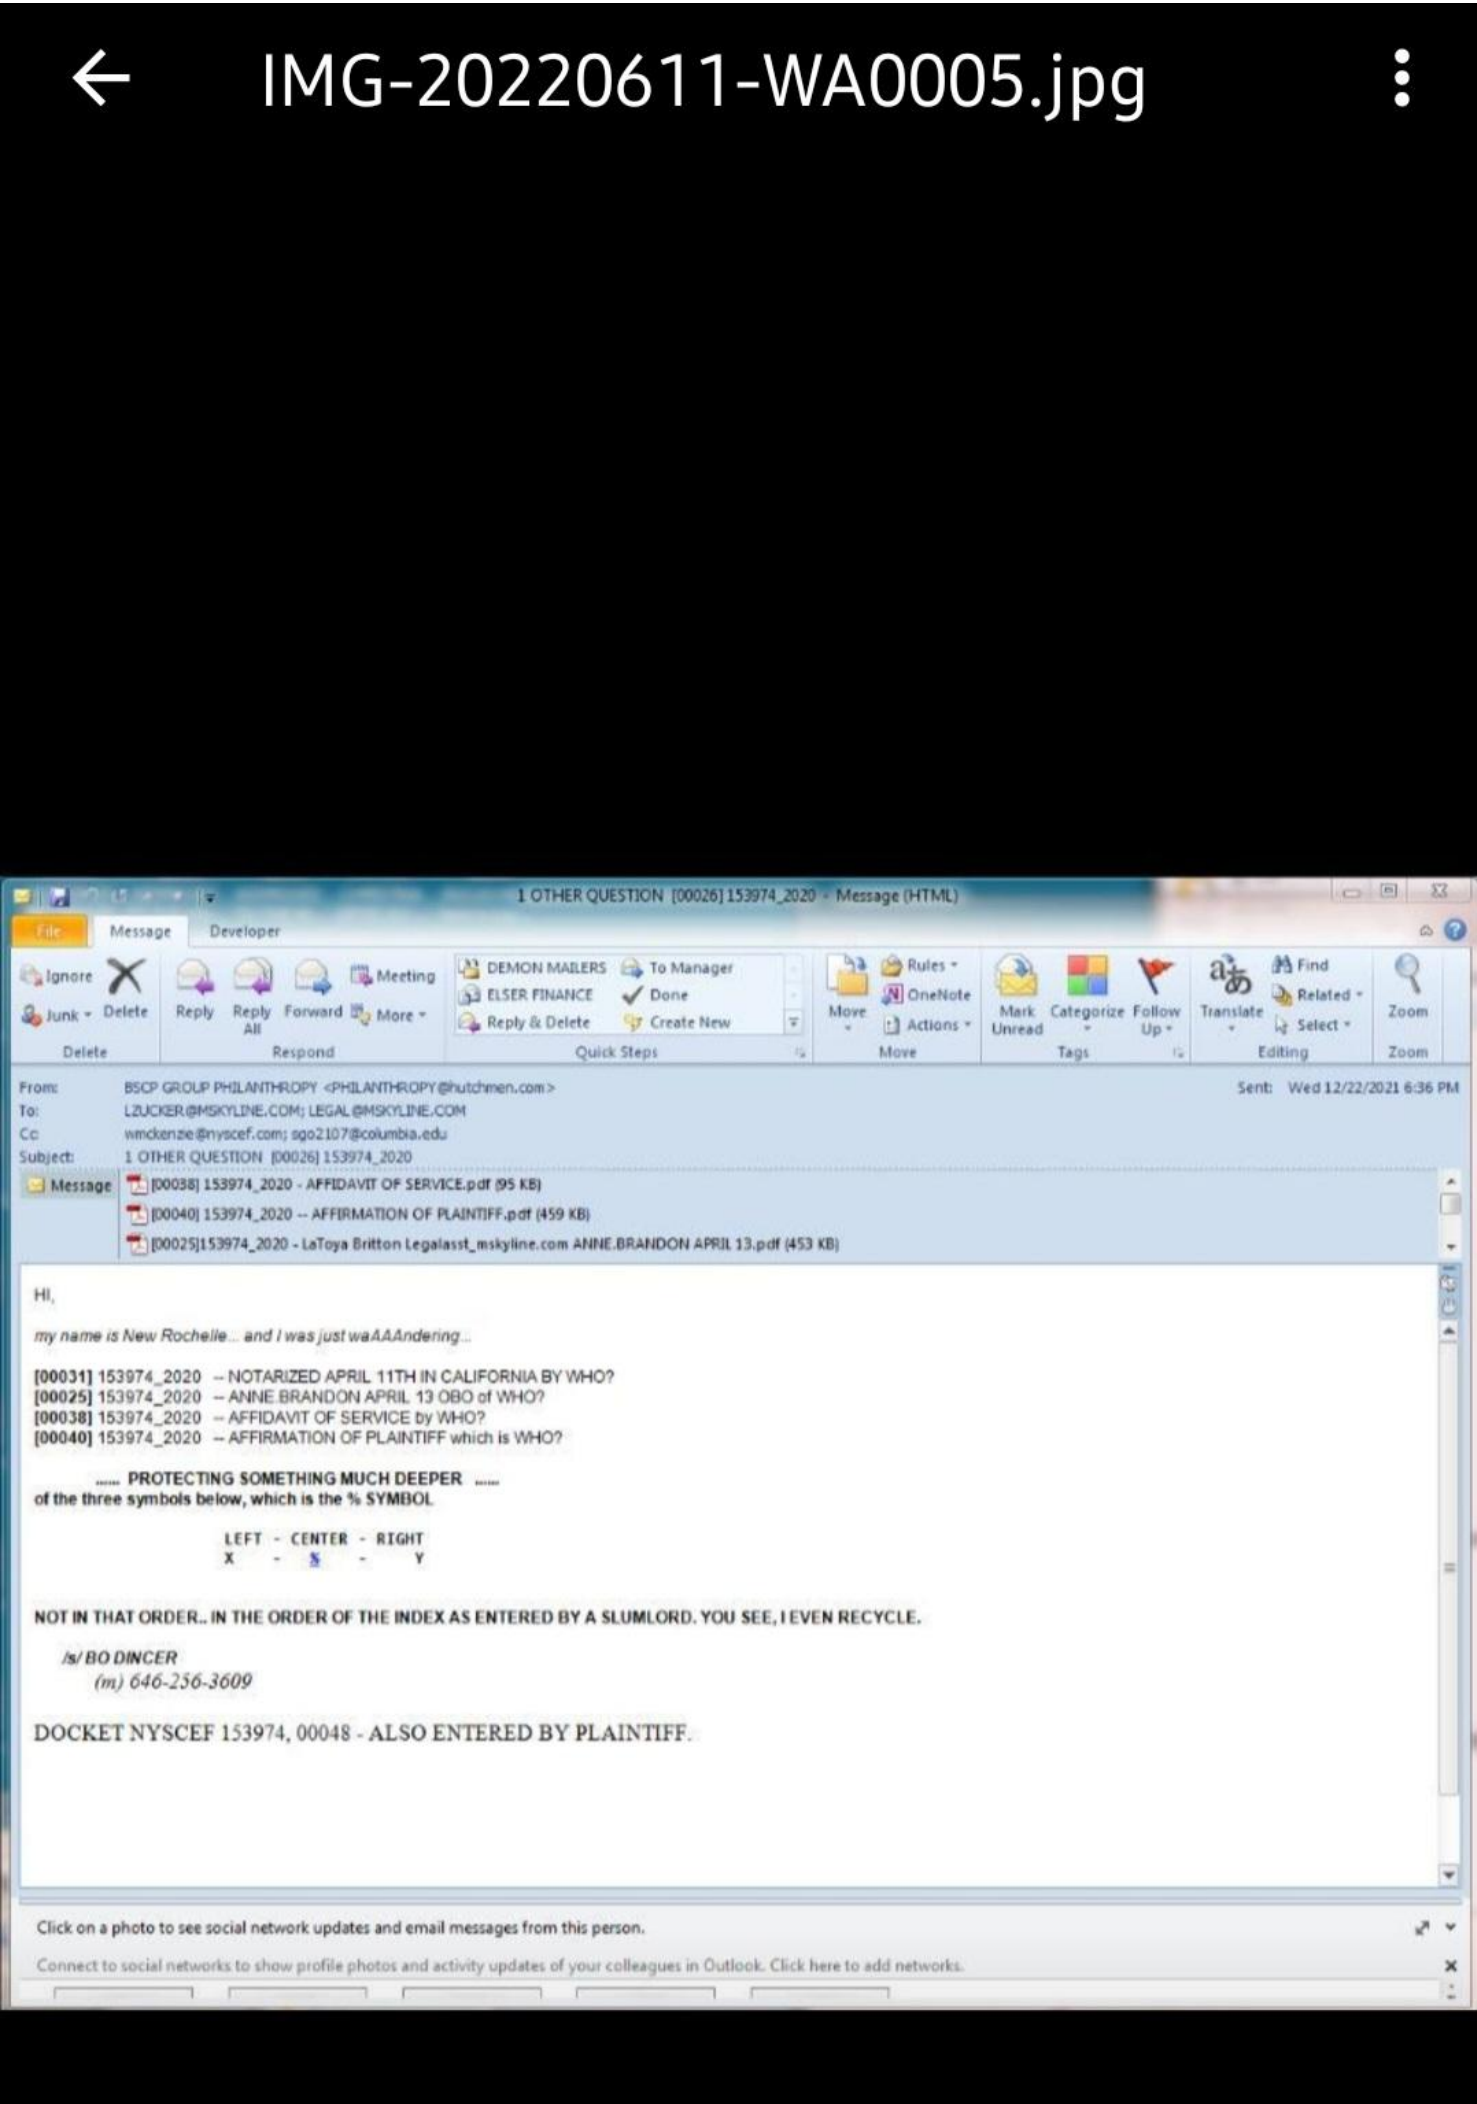 IMG-20220611-WA0005.jpg
1 OTHER QUESTION [00026] 153974_2020 - Message (HTML)
File Message Developer
Ignore
Junk
Delete
Reply
Reply All
Forward
Meeting
More
DEMON MAILERS
ELSER FINANCE
Reply & Delete
To Manager
Done
Create New
Move
Rules
OneNote
Actions
Mark Unread
Categorize
Follow Up
Translate
Find
Related
Select
Zoom
Delete Respond Quick Steps Move Tags Editing Zoom
From: BSCP GROUP PHILANTHROPY <PHILANTHROPY@hutchmen.com> Sent: Wed 12/22/2021 6:36 PM
To: LZUCKER@MSKYLINE.COM; LEGAL@MSKYLINE.COM
Cc: wmckenzie@nyscef.com; sgo2107@columbia.edu
Subject: 1 OTHER QUESTION [00026] 153974_2020
Message [00038] 153974_2020 - AFFIDAVIT OF SERVICE.pdf (95 KB)
[00040] 153974_2020 -- AFFIRMATION OF PLAINTIFF.pdf (459 KB)
[00025]153974_2020 - LaToya Britton Legalasst_mskyline.com ANNE.BRANDON APRIL 13.pdf (453 KB)
HI,
my name is New Rochelle... and I was just waAAAndering...
[00031] 153974_2020 -- NOTARIZED APRIL 11TH IN CALIFORNIA BY WHO?
[00025] 153974_2020 -- ANNE.BRANDON APRIL 13 OBO of WHO?
[00038] 153974_2020 -- AFFIDAVIT OF SERVICE by WHO?
[00040] 153974_2020 -- AFFIRMATION OF PLAINTIFF which is WHO?
...... PROTECTING SOMETHING MUCH DEEPER ......
of the three symbols below, which is the % SYMBOL
LEFT - CENTER - RIGHT
X - % - Y
NOT IN THAT ORDER.. IN THE ORDER OF THE INDEX AS ENTERED BY A SLUMLORD. YOU SEE, I EVEN RECYCLE.
/s/ BO DINCER
(m) 646-256-3609
DOCKET NYSCEF 153974, 00048 - ALSO ENTERED BY PLAINTIFF.
Click on a photo to see social network updates and email messages from this person.
Connect to social networks to show profile photos and activity updates of your colleagues in Outlook. Click here to add networks.